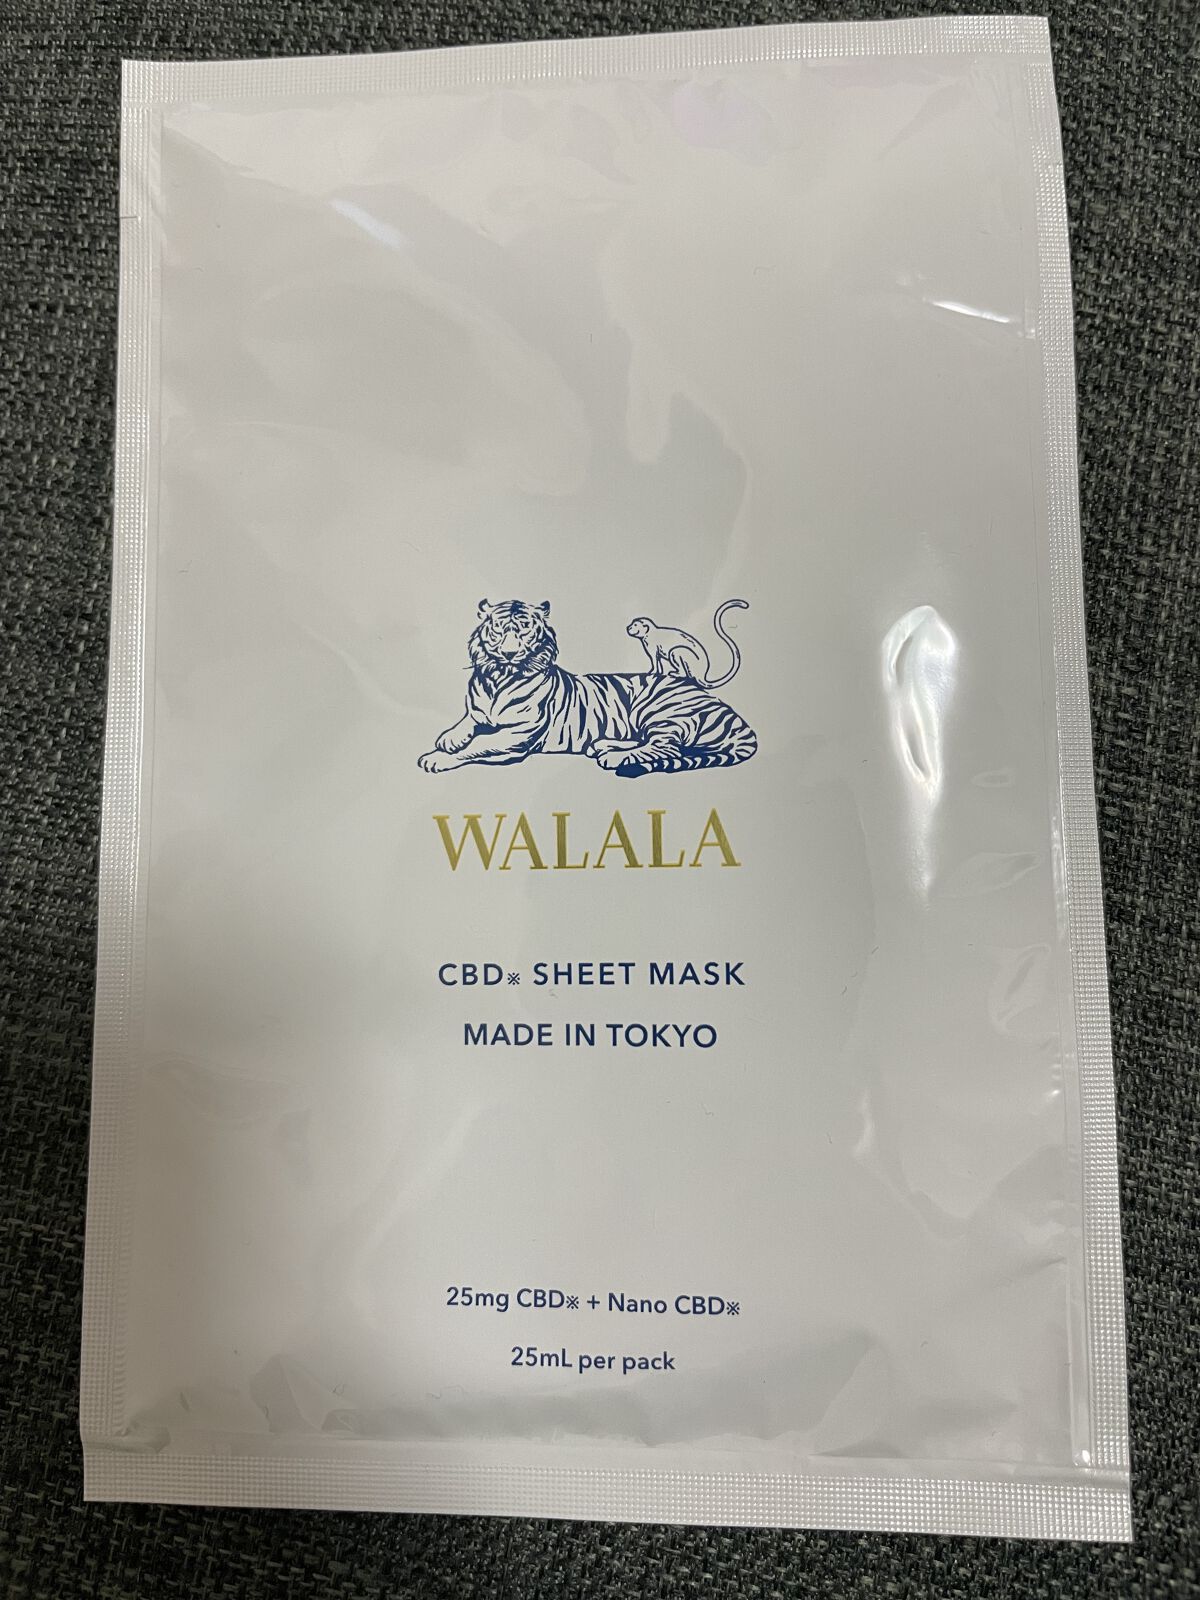 WALALA
CBD※ SHEET MASK
MADE IN TOKYO
25mg CBD※ + Nano CBD※
25mL per pack